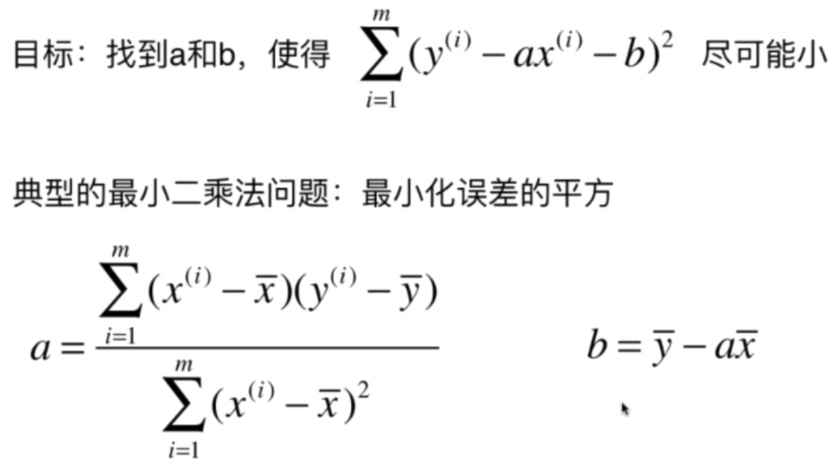 目标：找到a和b，使得 $\sum_{i=1}^{m}(y^{(i)} - ax^{(i)} - b)^2$ 尽可能小
典型的最小二乘法问题：最小化误差的平方
$a = \frac{\sum_{i=1}^{m}(x^{(i)} - \overline{x})(y^{(i)} - \overline{y})}{\sum_{i=1}^{m}(x^{(i)} - \overline{x})^2}$ $b = \overline{y} - a\overline{x}$